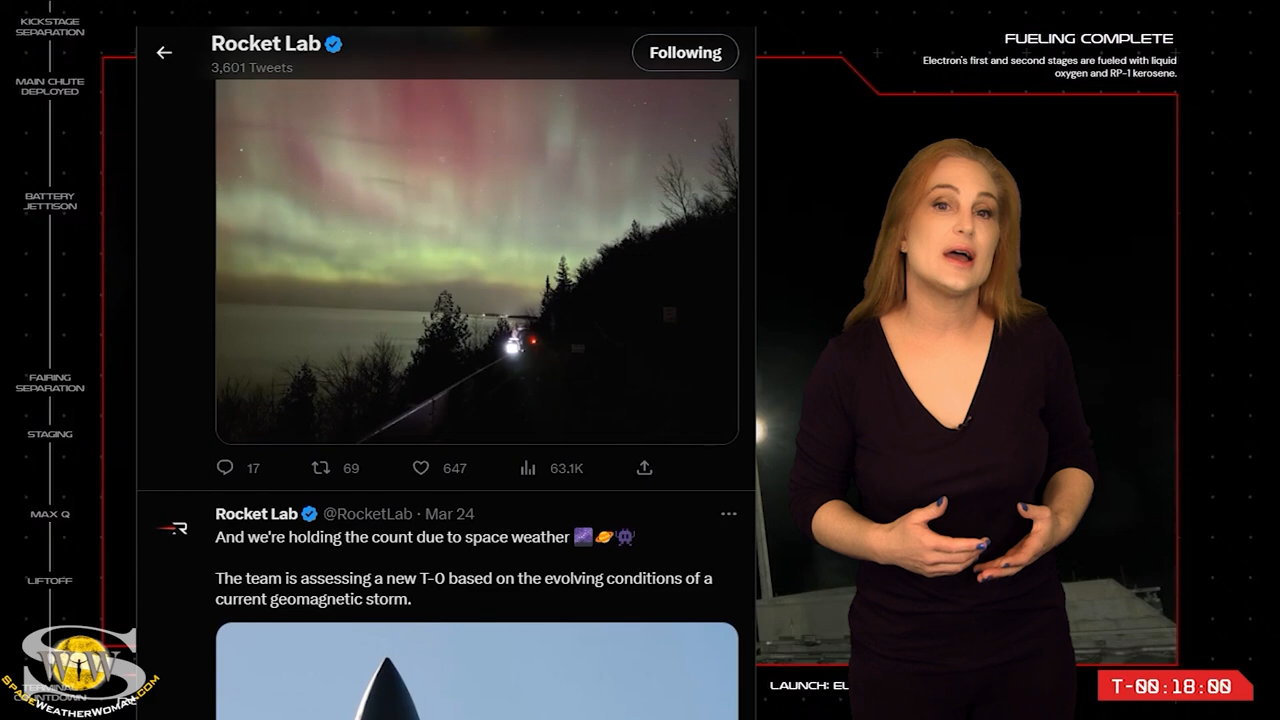 KICKSTAGE
SEPARATION
MAIN CHUTE
DEPLOYED
BATTERY
JETTISON
FAIRING
SEPARATION
STAGING
MAX Q
LIFTOFF
TERMINAL
COUNTDOWN
SWW
SPACEWEATHERWOMAN.COM
Rocket Lab
3,601 Tweets
Following
17
69
647
63.1K
Rocket Lab @RocketLab · Mar 24
And we're holding the count due to space weather
The team is assessing a new T-0 based on the evolving conditions of a
current geomagnetic storm.
FUELING COMPLETE
Electron's first and second stages are fueled with liquid
oxygen and RP-1 kerosene.
LAUNCH: EL
T-00:18:00